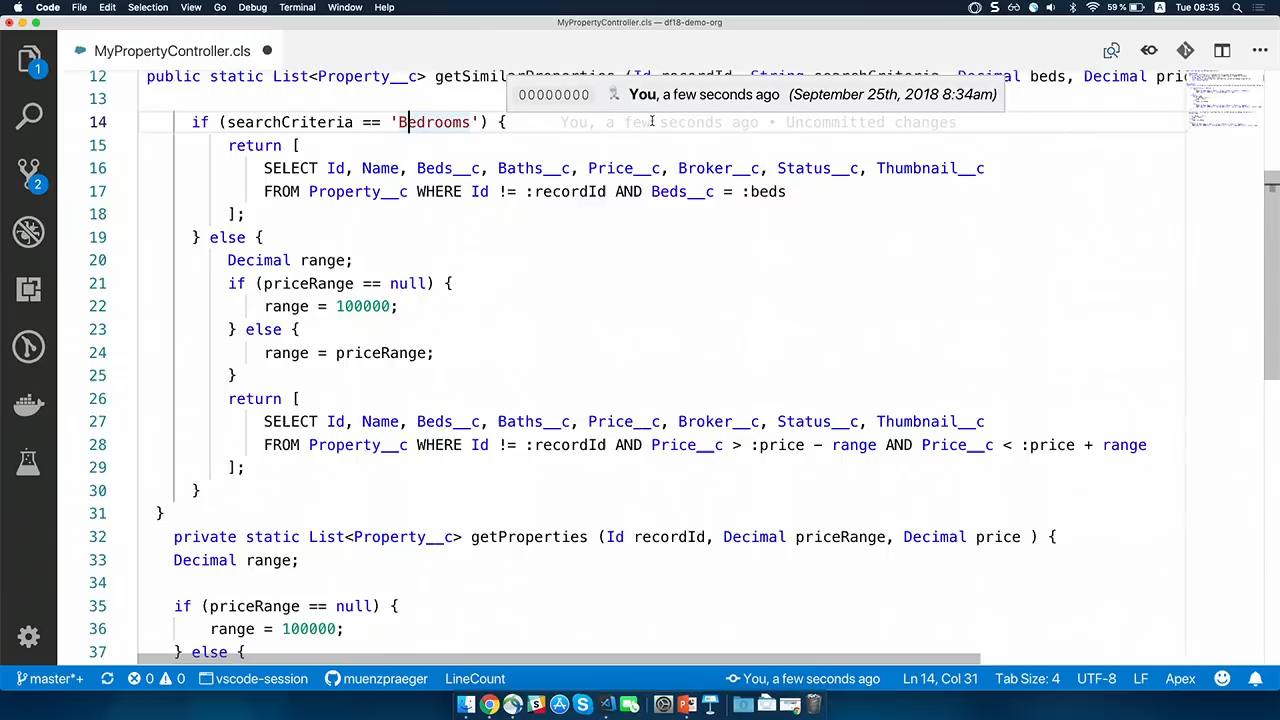 Code File Edit Selection View Go Debug Terminal Window Help 59 % Tue 08:35
MyPropertyController.cls — df18-demo-org
MyPropertyController.cls
12 public static List<Property__c> getSimilarProperties (Id recordId, String searchCriteria, Decimal beds, Decimal pric
00000000 You, a few seconds ago (September 25th, 2018 8:34am)
13
14 if (searchCriteria == 'Bedrooms') { You, a few seconds ago • Uncommitted changes
15 return [
16 SELECT Id, Name, Beds__c, Baths__c, Price__c, Broker__c, Status__c, Thumbnail__c
17 FROM Property__c WHERE Id != :recordId AND Beds__c = :beds
18 ];
19 } else {
20 Decimal range;
21 if (priceRange == null) {
22 range = 100000;
23 } else {
24 range = priceRange;
25 }
26 return [
27 SELECT Id, Name, Beds__c, Baths__c, Price__c, Broker__c, Status__c, Thumbnail__c
28 FROM Property__c WHERE Id != :recordId AND Price__c > :price - range AND Price__c < :price + range
29 ];
30 }
31 }
32 private static List<Property__c> getProperties (Id recordId, Decimal priceRange, Decimal price ) {
33 Decimal range;
34
35 if (priceRange == null) {
36 range = 100000;
37 } else {
1
2
master*+ 0 0 vscode-session muenzpraeger LineCount You, a few seconds ago Ln 14, Col 31 Tab Size: 4 UTF-8 LF Apex